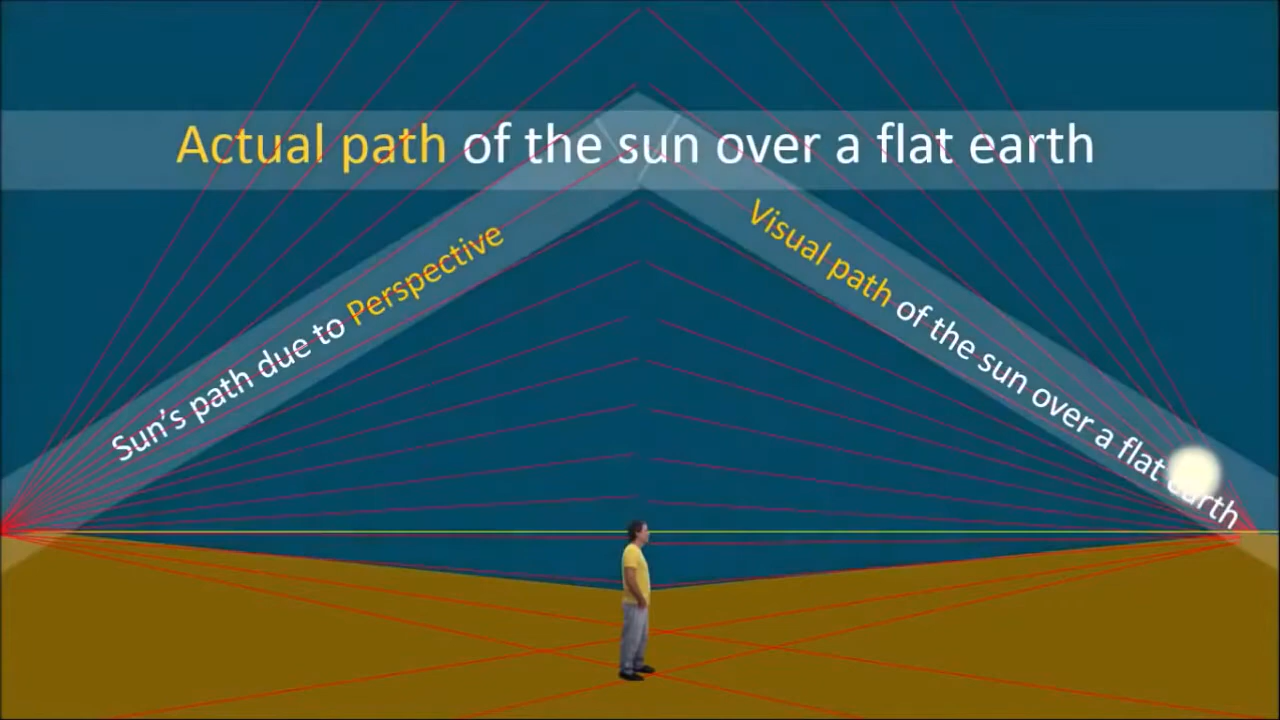 Actual path of the sun over a flat earth
Sun's path due to Perspective
Visual path of the sun over a flat earth